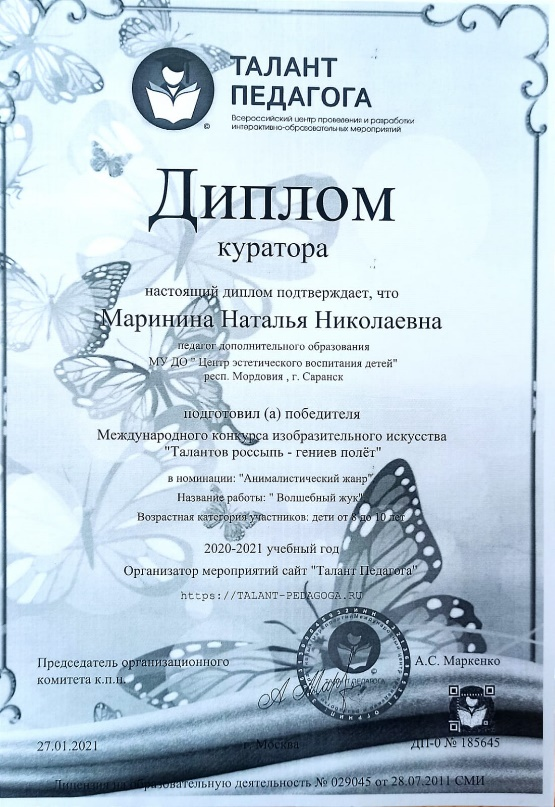 ТАЛАНТ
ПЕДАГОГА
Всероссийский центр проведения и разработки
интерактивно-образовательных мероприятий
©
Диплом
куратора
настоящий диплом подтверждает, что
Маринина Наталья Николаевна
педагог дополнительного образования
МУ ДО " Центр эстетического воспитания детей"
респ. Мордовия , г. Саранск
подготовил (а) победителя
Международного конкурса изобразительного искусства
"Талантов россыпь - гениев полёт"
в номинации: "Анималистический жанр"
Название работы: " Волшебный жук"
Возрастная категория участников: дети от 8 до 10 лет
2020-2021 учебный год
Организатор мероприятий сайт "Талант Педагога"
https://TALANT-PEDAGOGA.RU
Председатель организационного
комитета к.п.н.
А.С. Маркенко
ТАЛАНТ ПЕДАГОГА
27.01.2021
г. Москва
ДП-0 № 185645
Лицензия на образовательную деятельность № 029045 от 28.07.2011 СМИ